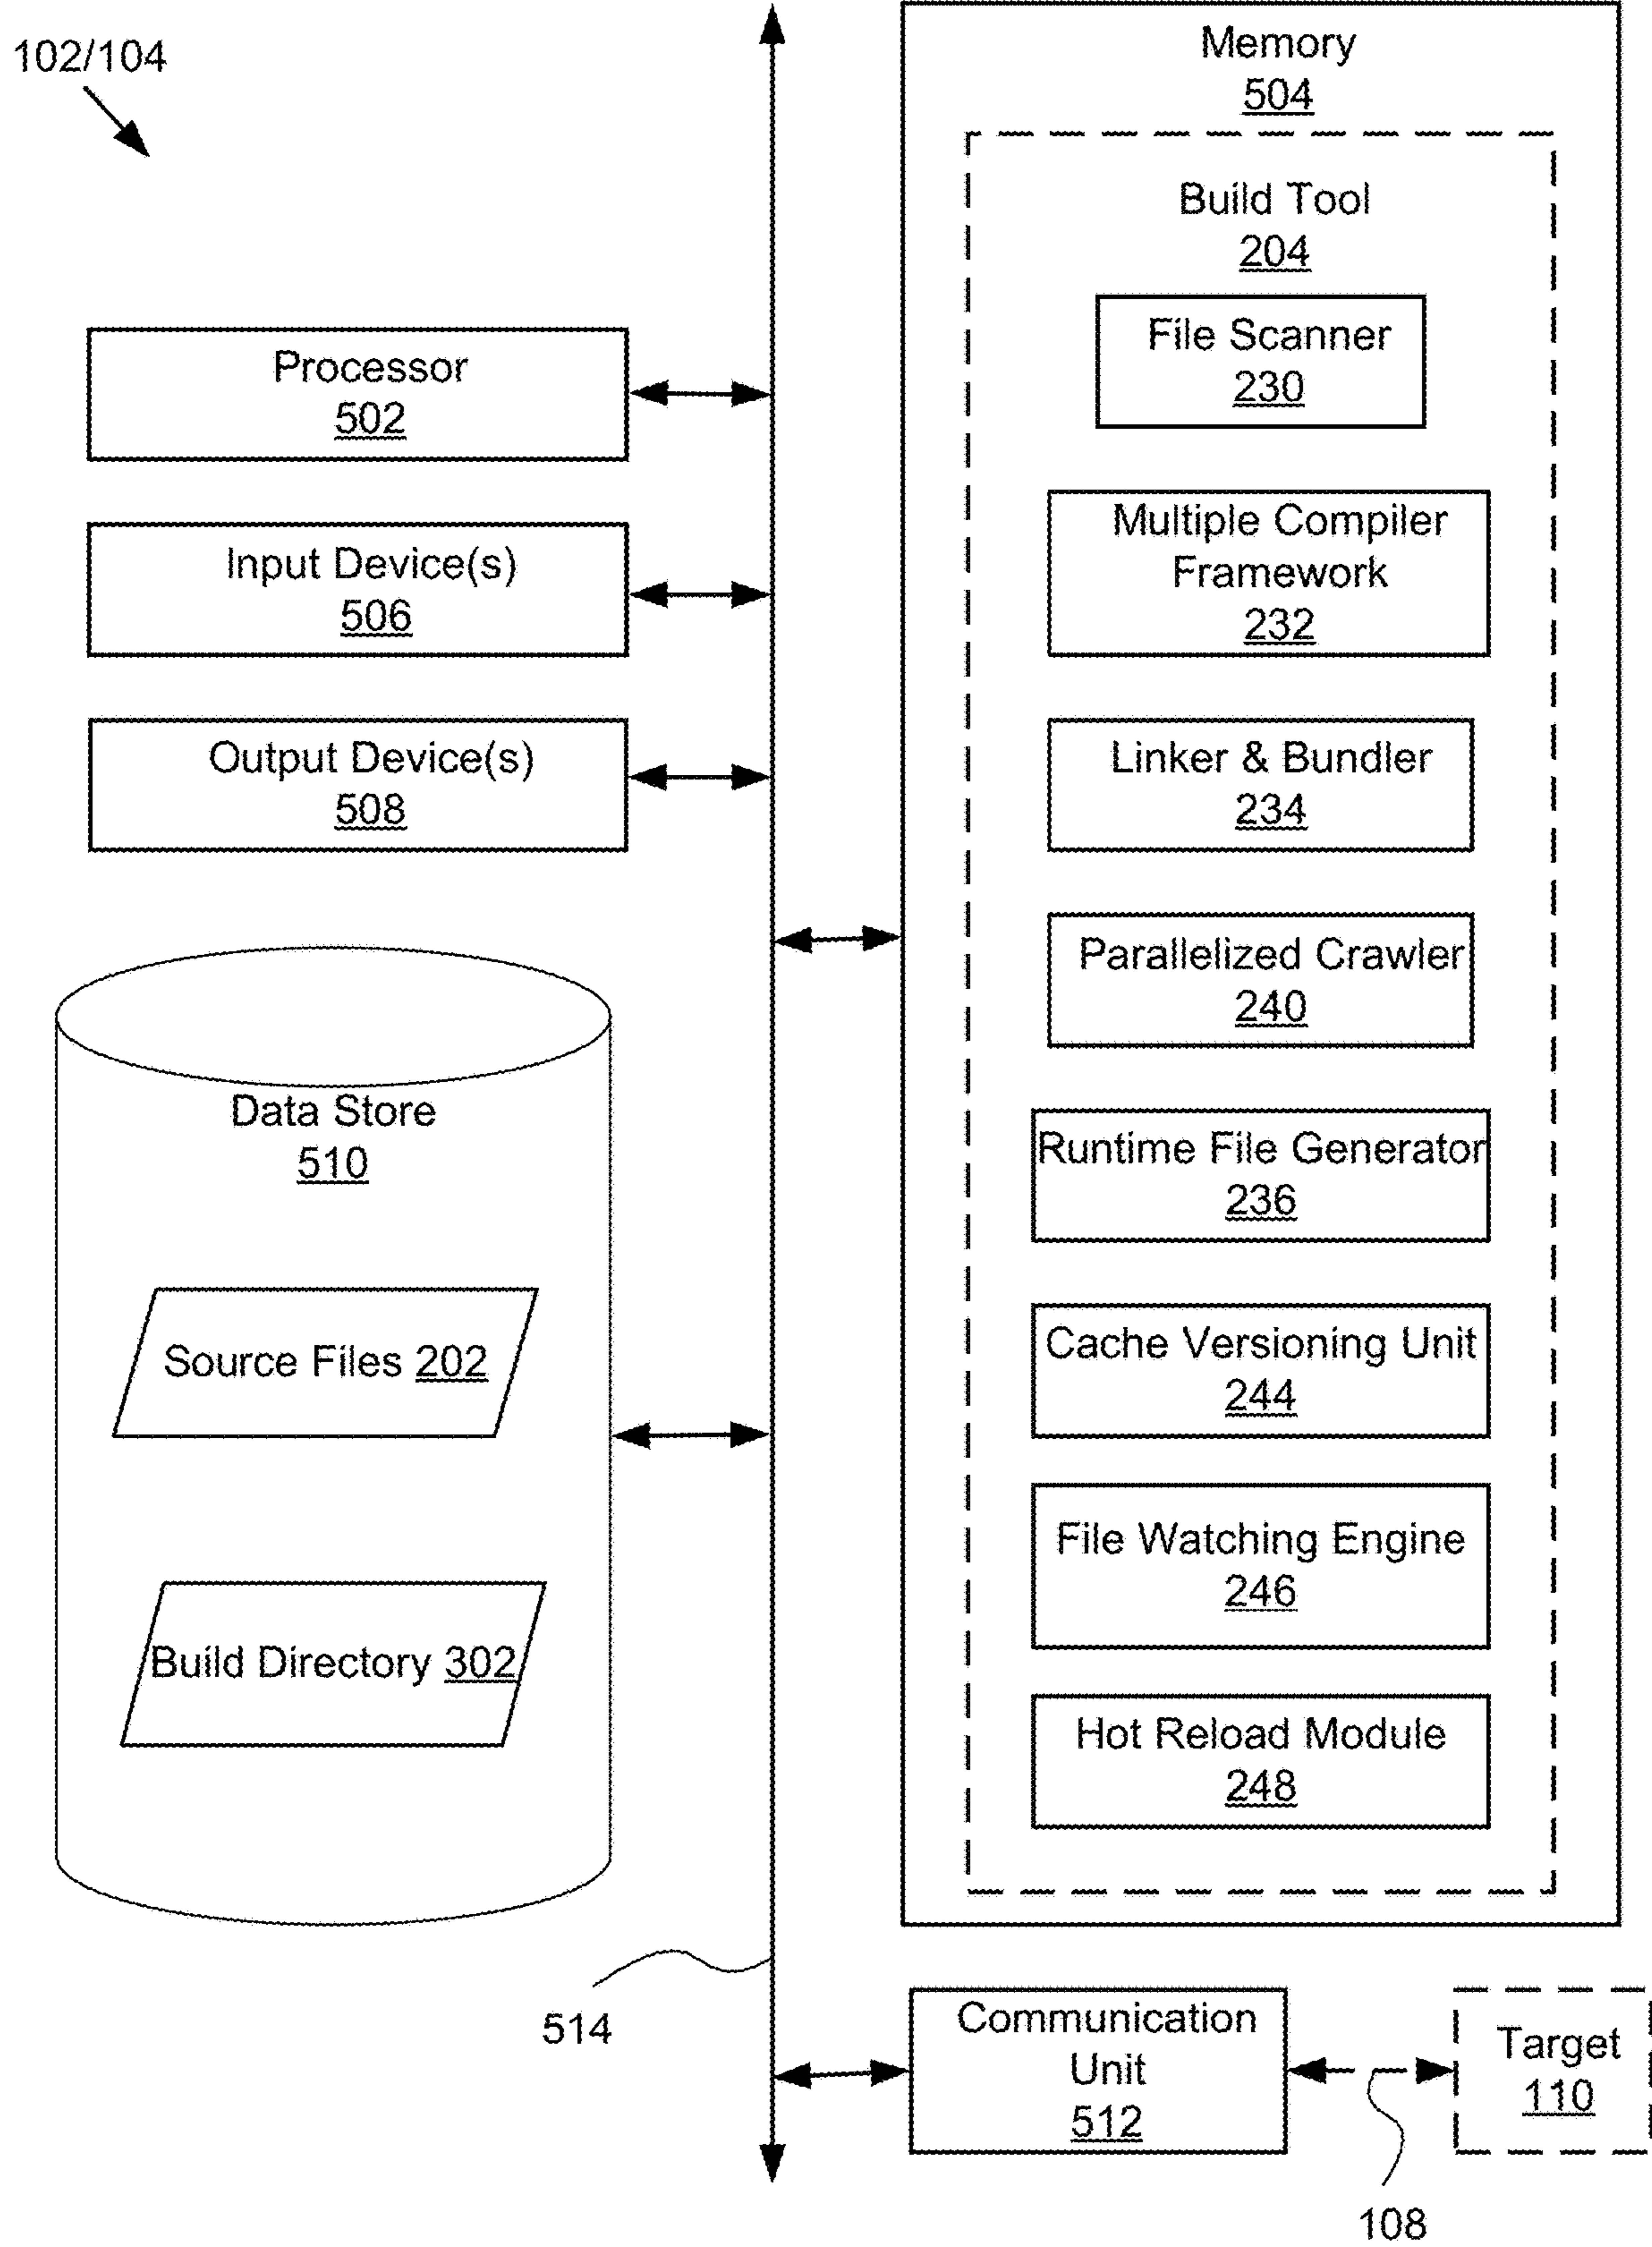 102/104
Processor
502
Input Device(s)
506
Output Device(s)
508
Data Store
510
Source Files 202
Build Directory 302
514
Memory
504
Build Tool
204
File Scanner
230
Multiple Compiler
Framework
232
Linker & Bundler
234
Parallelized Crawler
240
Runtime File Generator
236
Cache Versioning Unit
244
File Watching Engine
246
Hot Reload Module
248
Communication
Unit
512
Target
110
108